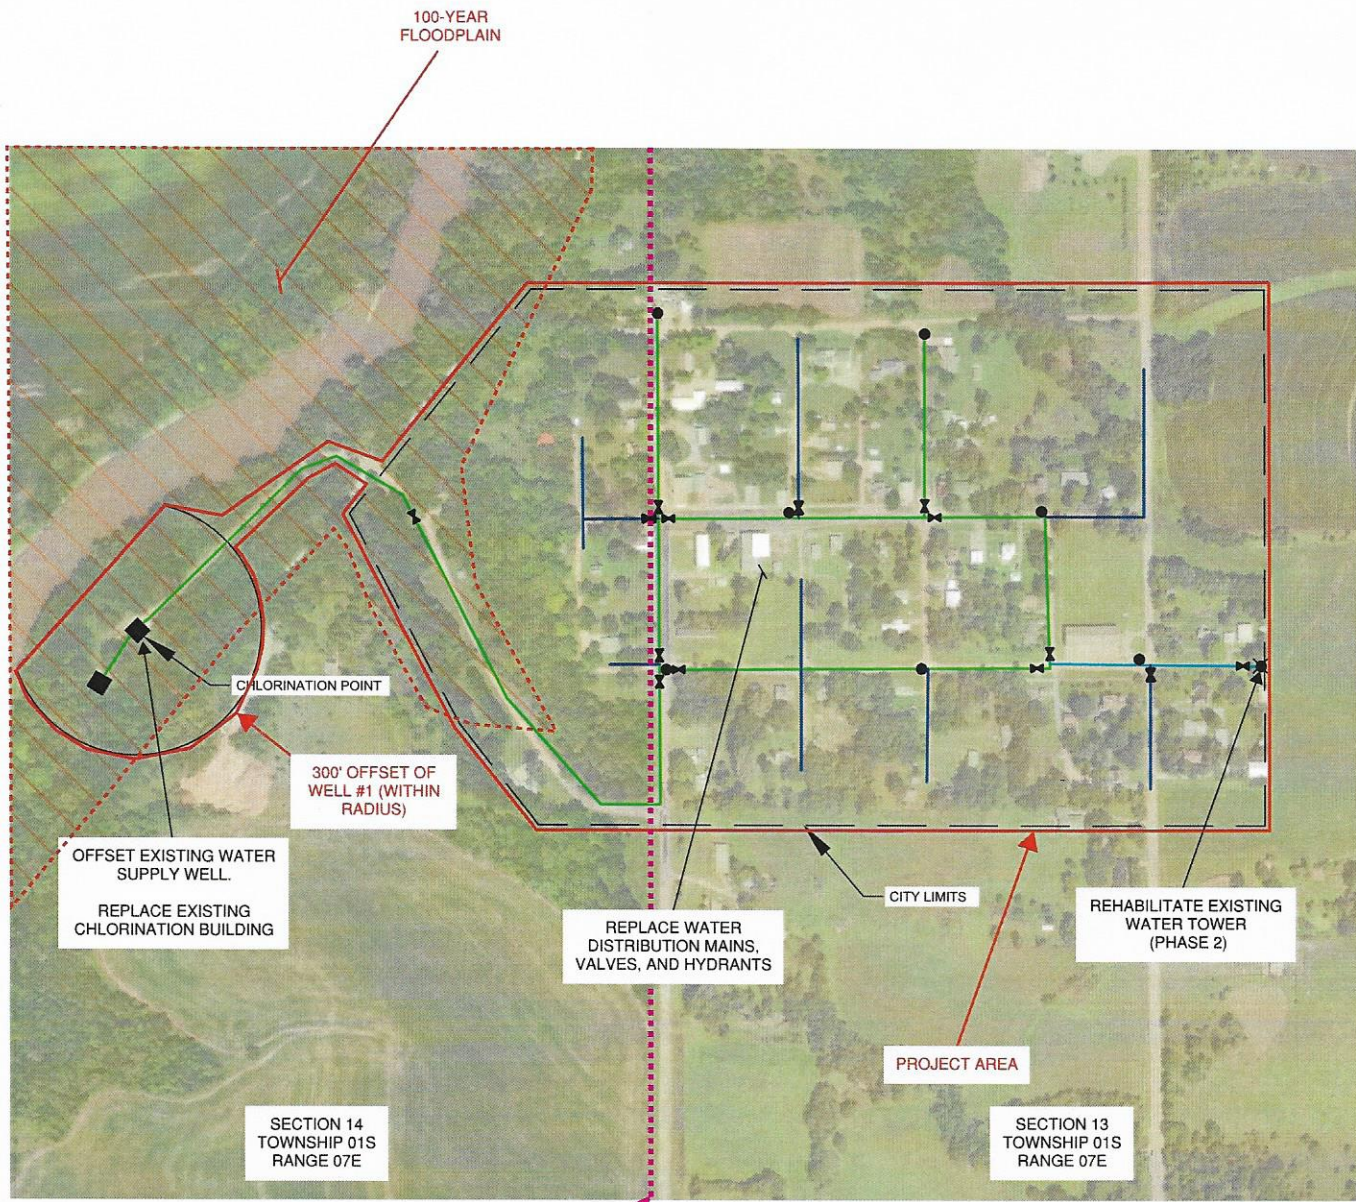 100-YEAR
FLOODPLAIN
CHLORINATION POINT
300' OFFSET OF
WELL #1 (WITHIN
RADIUS)
OFFSET EXISTING WATER
SUPPLY WELL.
REPLACE EXISTING
CHLORINATION BUILDING
REPLACE WATER
DISTRIBUTION MAINS,
VALVES, AND HYDRANTS
CITY LIMITS
REHABILITATE EXISTING
WATER TOWER
(PHASE 2)
PROJECT AREA
SECTION 14
TOWNSHIP 01S
RANGE 07E
SECTION 13
TOWNSHIP 01S
RANGE 07E